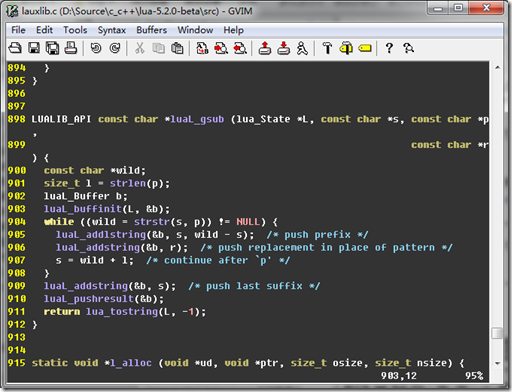 lauxlib.c (D:\Source\c_c++\lua-5.2.0-beta\src) - GVIM
File Edit Tools Syntax Buffers Window Help
894   }
895 }
896
897
898 LUALIB_API const char *luaL_gsub (lua_State *L, const char *s, const char *p
,
899                                                                const char *r
) {
900   const char *wild;
901   size_t l = strlen(p);
902   luaL_Buffer b;
903   luaL_buffinit(L, &b);
904   while ((wild = strstr(s, p)) != NULL) {
905     luaL_addlstring(&b, s, wild - s);  /* push prefix */
906     luaL_addstring(&b, r);  /* push replacement in place of pattern */
907     s = wild + l;  /* continue after `p' */
908   }
909   luaL_addstring(&b, s);  /* push last suffix */
910   luaL_pushresult(&b);
911   return lua_tostring(L, -1);
912 }
913
914
915 static void *l_alloc (void *ud, void *ptr, size_t osize, size_t nsize) {
903,12 95%